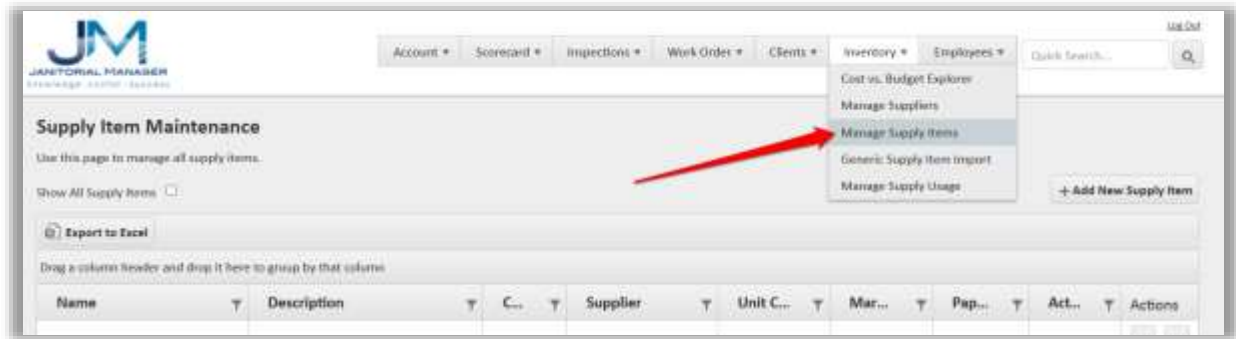 Log Out
JM
JANITORIAL MANAGER
Account Scorecard Inspections Work Order Clients Inventory Employees Quick Search...
Cost vs. Budget Explorer
Manage Suppliers
Manage Supply Items
Generic Supply Item Import
Manage Supply Usage
Supply Item Maintenance
Use this page to manage all supply items.
Show All Supply Items
+ Add New Supply Item
Export to Excel
Drag a column header and drop it here to group by that column
Name Description C... Supplier Unit C... Mar... Pap... Act... Actions